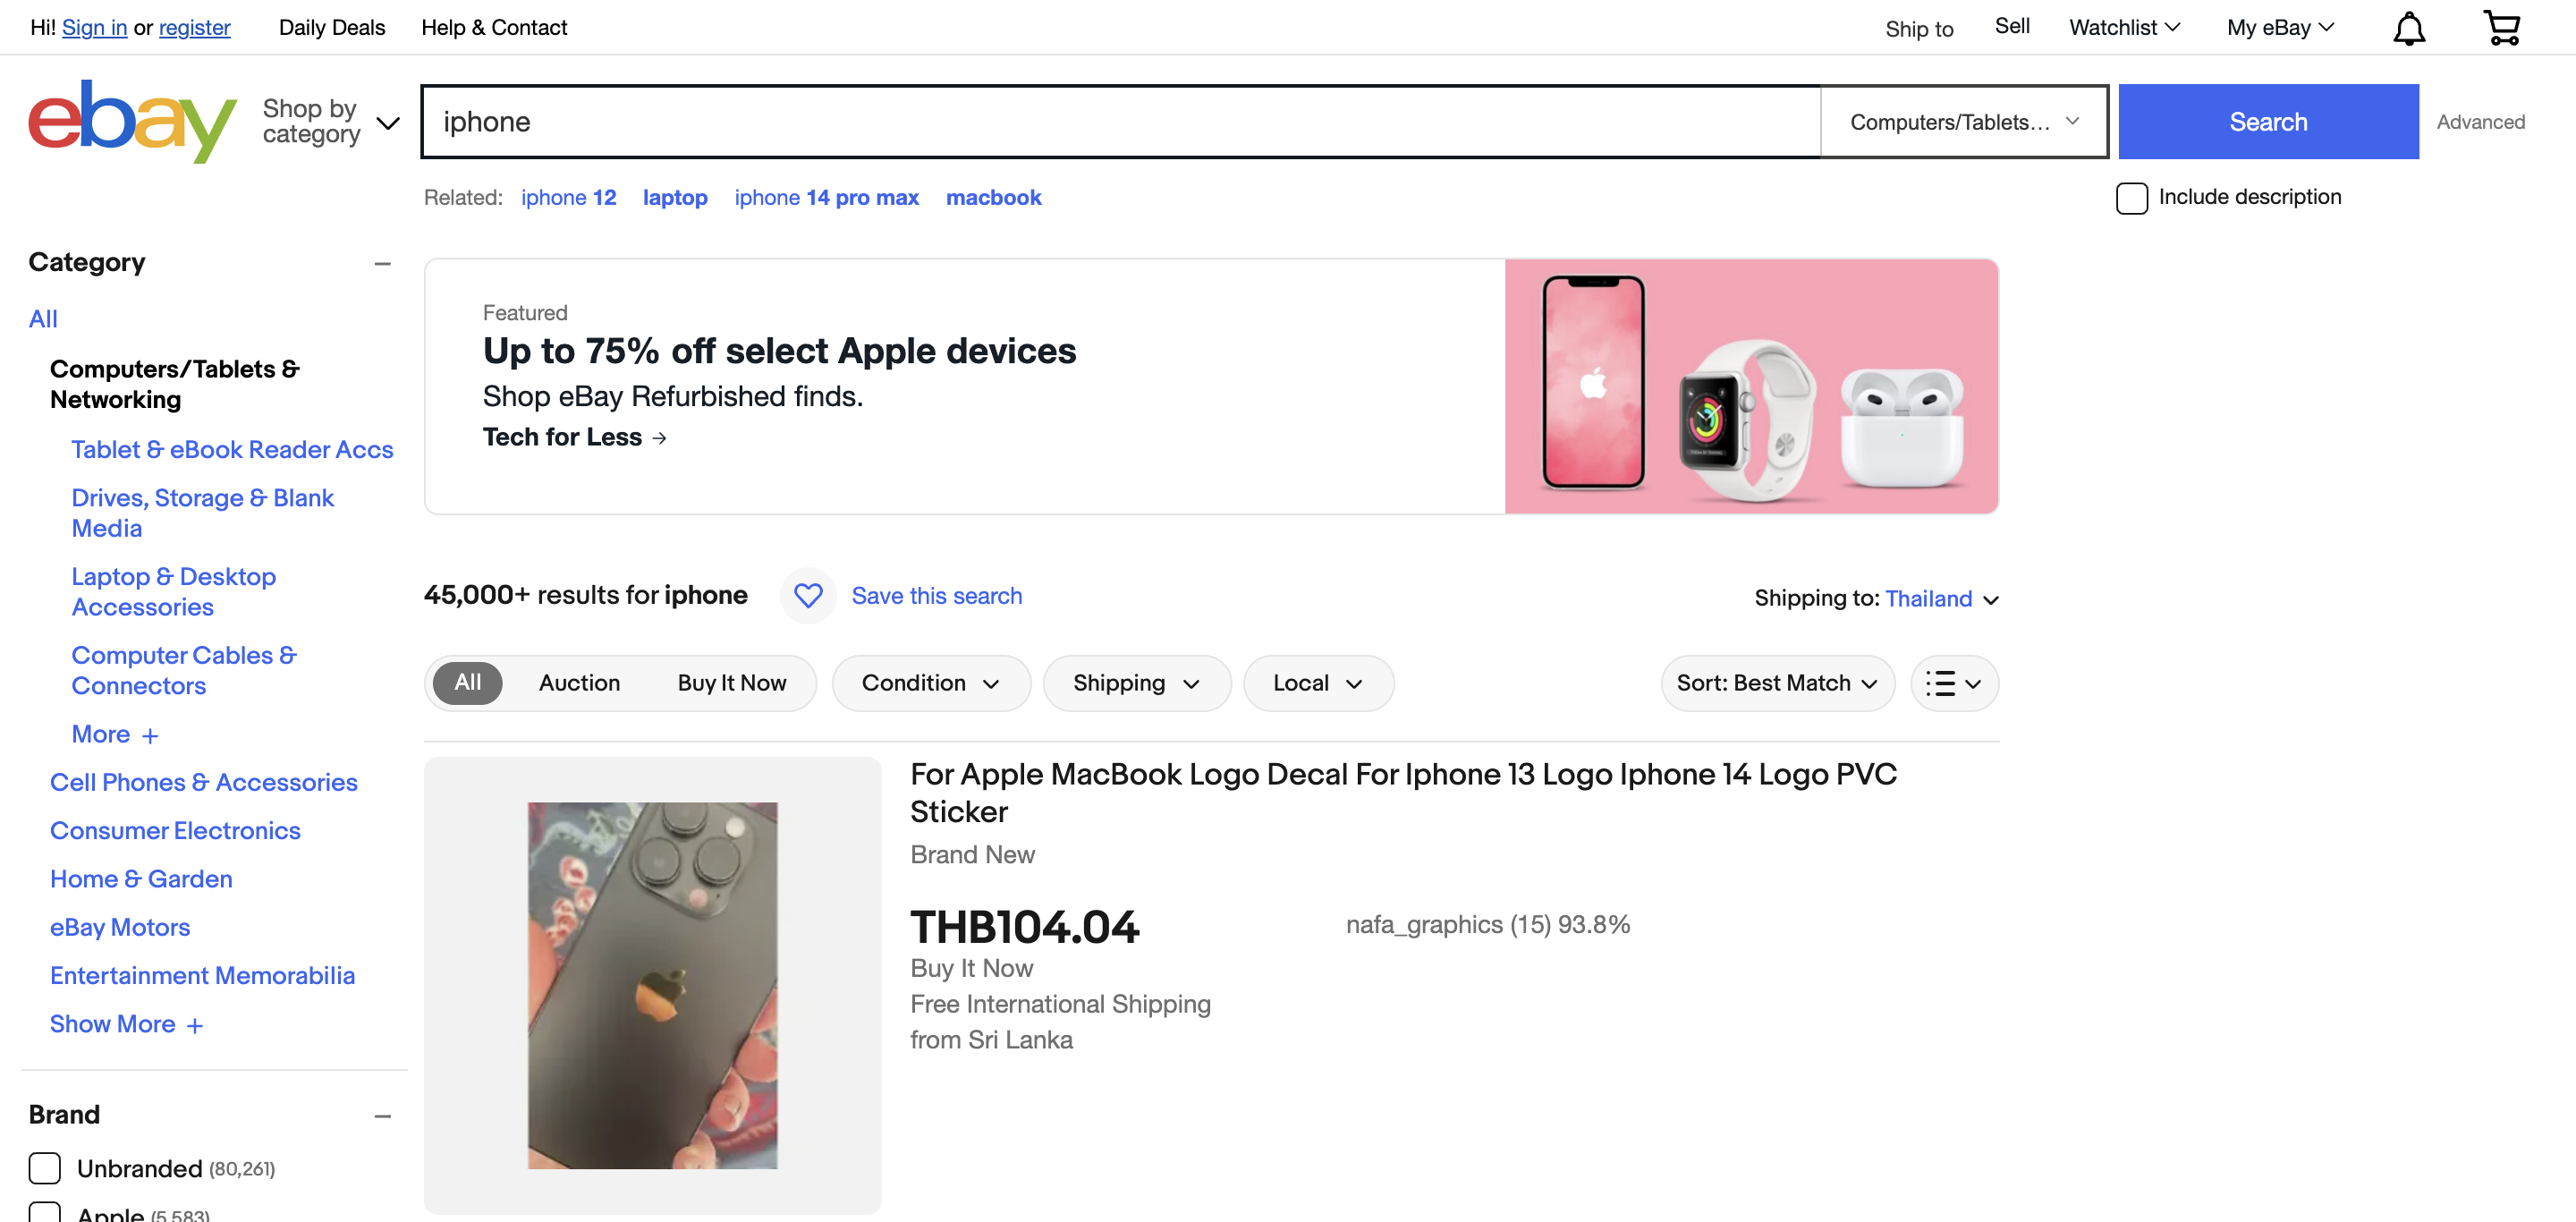 Hi! Sign in or register Daily Deals Help & Contact Ship to Sell Watchlist My eBay
ebay Shop by category iphone Computers/Tablets... Search Advanced
Related: iphone 12 laptop iphone 14 pro max macbook Include description
Category
All
Computers/Tablets &
Networking
Tablet & eBook Reader Accs
Drives, Storage & Blank
Media
Laptop & Desktop
Accessories
Computer Cables &
Connectors
More +
Cell Phones & Accessories
Consumer Electronics
Home & Garden
eBay Motors
Entertainment Memorabilia
Show More +
Brand
Unbranded (80,261)
Apple (5,583)
Featured
Up to 75% off select Apple devices
Shop eBay Refurbished finds.
Tech for Less →
45,000+ results for iphone Save this search Shipping to: Thailand
All Auction Buy It Now Condition Shipping Local Sort: Best Match
For Apple MacBook Logo Decal For Iphone 13 Logo Iphone 14 Logo PVC
Sticker
Brand New
THB104.04 nafa_graphics (15) 93.8%
Buy It Now
Free International Shipping
from Sri Lanka